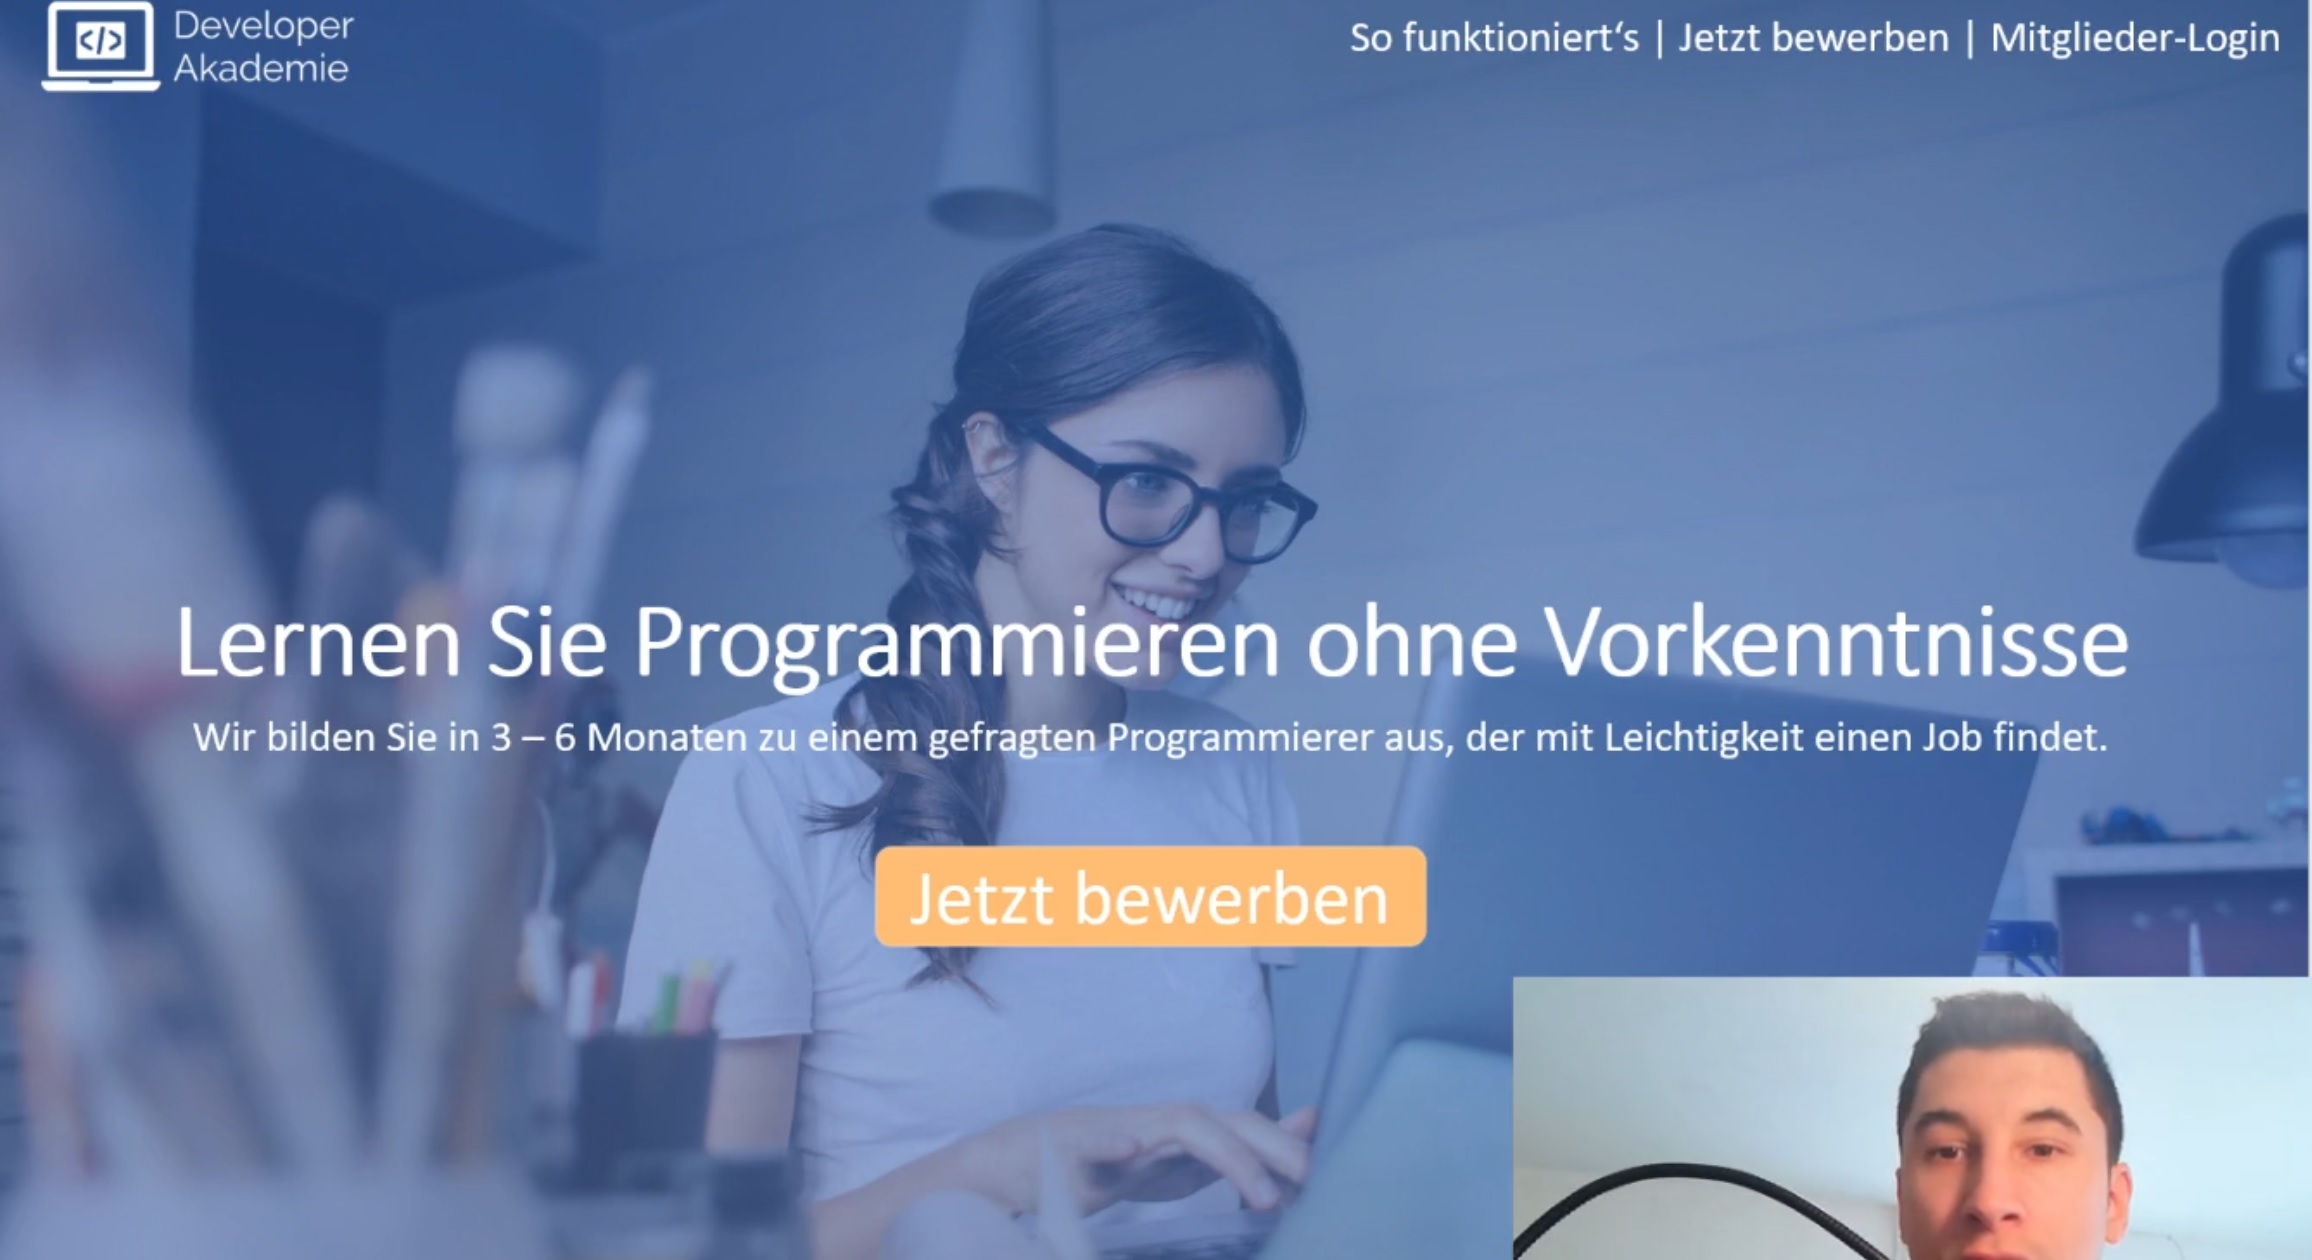 </>
Developer
Akademie
So funktioniert‘s | Jetzt bewerben | Mitglieder-Login
Lernen Sie Programmieren ohne Vorkenntnisse
Wir bilden Sie in 3 – 6 Monaten zu einem gefragten Programmierer aus, der mit Leichtigkeit einen Job findet.
Jetzt bewerben